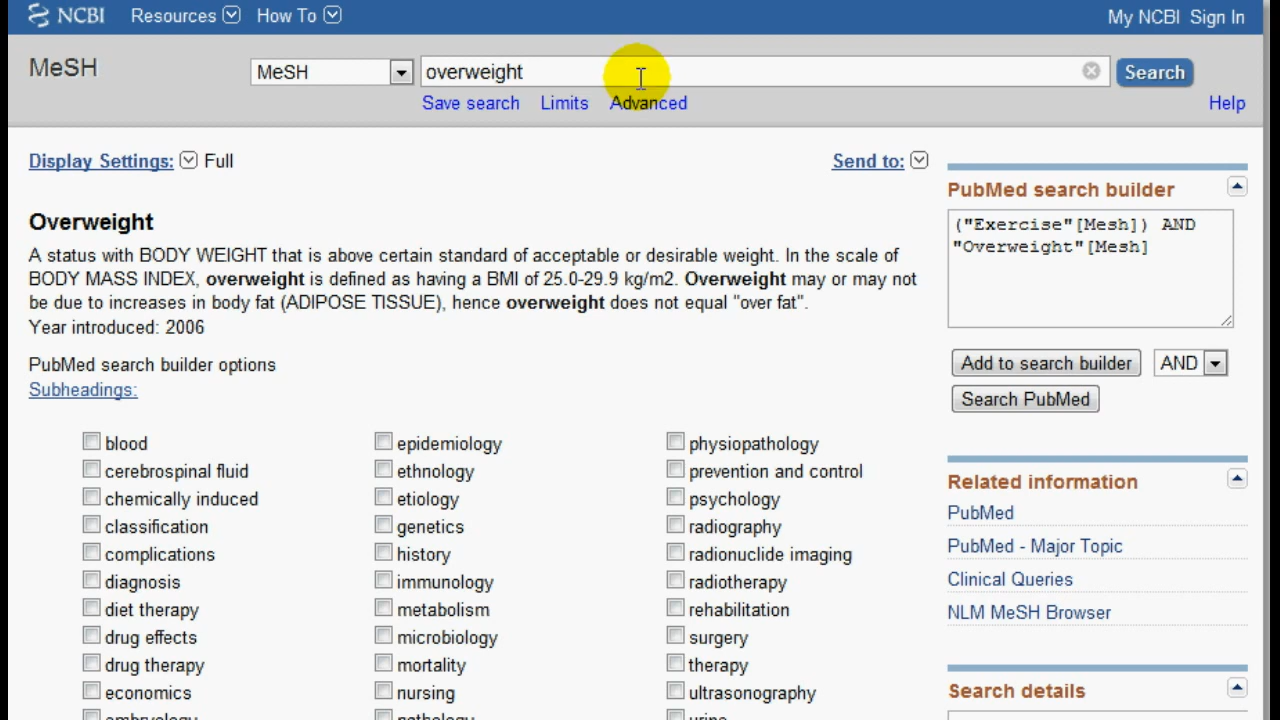 NCBI Resources How To My NCBI Sign In
MeSH MeSH overweight Search
Save search Limits Advanced Help
Display Settings: Full Send to:
Overweight
A status with BODY WEIGHT that is above certain standard of acceptable or desirable weight. In the scale of
BODY MASS INDEX, overweight is defined as having a BMI of 25.0-29.9 kg/m2. Overweight may or may not
be due to increases in body fat (ADIPOSE TISSUE), hence overweight does not equal "over fat".
Year introduced: 2006
PubMed search builder options
Subheadings:
blood epidemiology physiopathology
cerebrospinal fluid ethnology prevention and control
chemically induced etiology psychology
classification genetics radiography
complications history radionuclide imaging
diagnosis immunology radiotherapy
diet therapy metabolism rehabilitation
drug effects microbiology surgery
drug therapy mortality therapy
economics nursing ultrasonography
embryology pathology urine
PubMed search builder
("Exercise"[Mesh]) AND
"Overweight"[Mesh]
Add to search builder AND
Search PubMed
Related information
PubMed
PubMed - Major Topic
Clinical Queries
NLM MeSH Browser
Search details